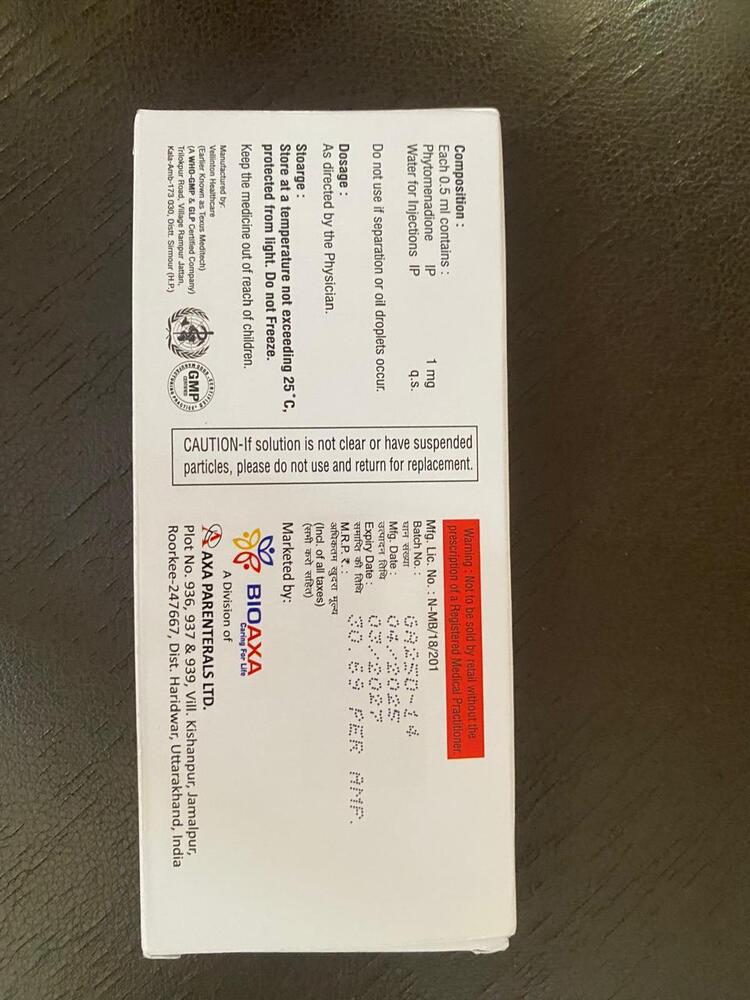 Composition :
Each 0.5 ml contains :
Phytomenadione IP 1 mg
Water for Injections IP q.s.
Do not use if separation or oil droplets occur.
Dosage :
As directed by the Physician.
Stoarge :
Store at a temperature not exceeding 25°C,
protected from light. Do not Freeze.
Keep the medicine out of reach of children.
Manufactured by:
Vellinton Healthcare
(Earlier Known as Texus Meditech)
(A WHO-GMP & GLP Certified Company)
Trilokpur Road, Village Rampur Jattan,
Kala-Amb-173 030, Distt. Sirmour (H.P.)
GMP
CAUTION-If solution is not clear or have suspended
particles, please do not use and return for replacement.
Warning : Not to be sold by retail without the
prescription of a Registered Medical Practitioner.
Mfg. Lic. No. : N-MB/18/201
Batch No. :
घान संख्या
Mfg. Date : 04/2025
उत्पादन तिथि
Expiry Date : 03/2027
समाप्ति की तिथि
M.R.P. ₹. : 30.69 PER AMP.
अधिकतम खुदरा मूल्य
(Incl. of all taxes)
(सभी करों सहित)
Marketed by:
BIOAXA
Caring For Life
A Division of
AXA PARENTERALS LTD.
Plot No. 936, 937 & 939, Vill. Kishanpur, Jamalpur,
Roorkee-247667, Dist. Haridwar, Uttarakhand, India